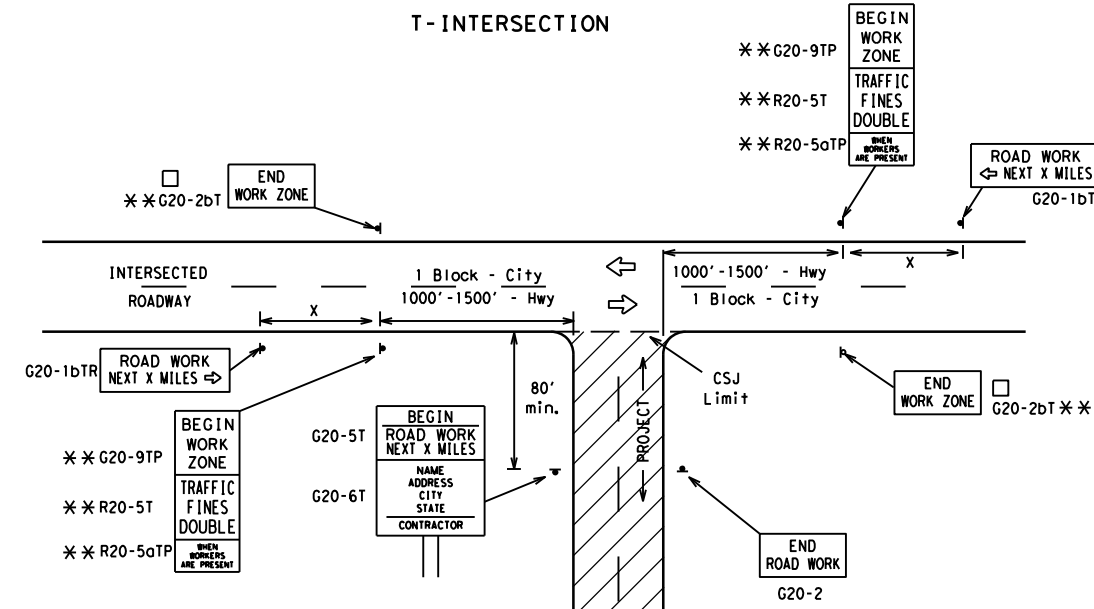 T-INTERSECTION
BEGIN
WORK
ZONE
**G20-9TP
TRAFFIC
FINES
DOUBLE
**R20-5T
WHEN
WORKERS
ARE PRESENT
**R20-5aTP
ROAD WORK
⇦ NEXT X MILES
G20-1bT
END
WORK ZONE
□
**G20-2bT
INTERSECTED
ROADWAY
1 Block - City
1000'-1500' - Hwy
1000'-1500' - Hwy
1 Block - City
X
X
G20-1bTR
ROAD WORK
NEXT X MILES ⇨
80'
min.
CSJ
Limit
PROJECT
END
WORK ZONE
□
G20-2bT **
BEGIN
WORK
ZONE
**G20-9TP
TRAFFIC
FINES
DOUBLE
**R20-5T
WHEN
WORKERS
ARE PRESENT
**R20-5aTP
G20-5T
BEGIN
ROAD WORK
NEXT X MILES
G20-6T
NAME
ADDRESS
CITY
STATE
CONTRACTOR
END
ROAD WORK
G20-2